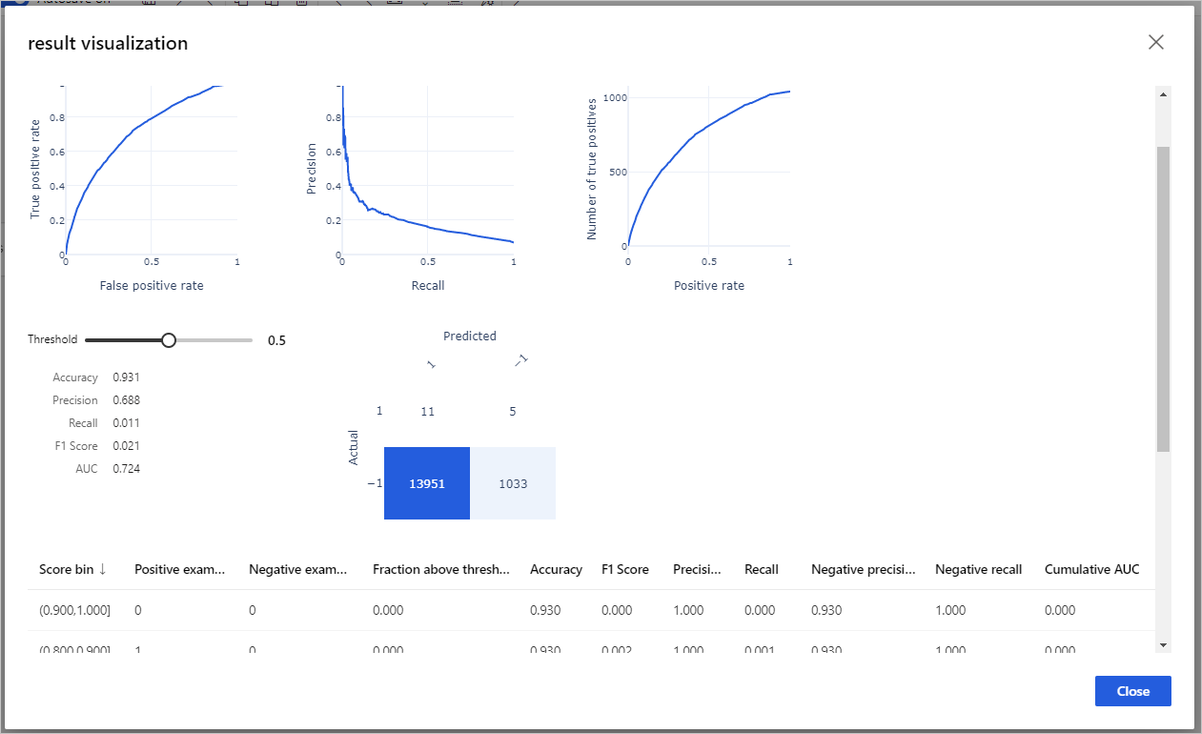 result visualization
True positive rate
0.8
0.6
0.4
0.2
0
0 0.5 1
False positive rate
Precision
0.8
0.6
0.4
0.2
0
0 0.5 1
Recall
Number of true positives
1000
500
0
0 0.5 1
Positive rate
Threshold 0.5
Accuracy 0.931
Precision 0.688
Recall 0.011
F1 Score 0.021
AUC 0.724
Predicted
1 −1
Actual
1 11 5
−1 13951 1033
Score bin ↓ Positive exam... Negative exam... Fraction above thresh... Accuracy F1 Score Precisi... Recall Negative precisi... Negative recall Cumulative AUC
(0.900,1.000] 0 0 0.000 0.930 0.000 1.000 0.000 0.930 1.000 0.000
(0.800,0.900] 1 0 0.000 0.930 0.002 1.000 0.001 0.930 1.000 0.000
Close